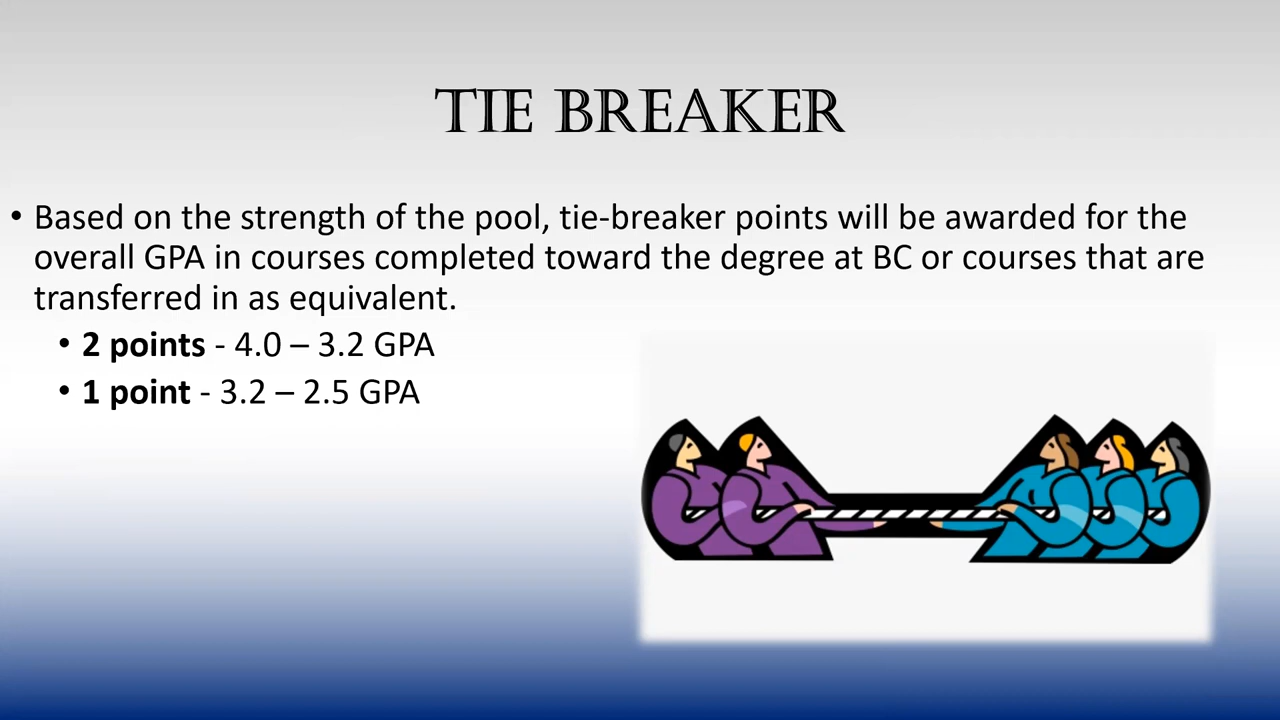 TIE BREAKER
• Based on the strength of the pool, tie-breaker points will be awarded for the
overall GPA in courses completed toward the degree at BC or courses that are
transferred in as equivalent.
• 2 points - 4.0 – 3.2 GPA
• 1 point - 3.2 – 2.5 GPA